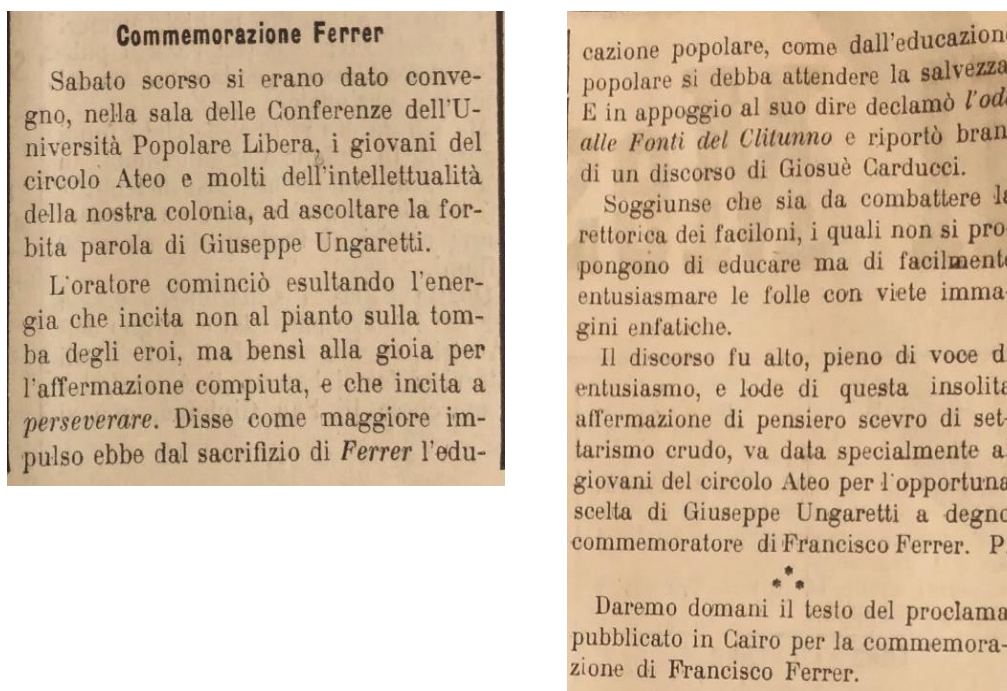 Commemorazione Ferrer
Sabato scorso si erano dato conve-
gno, nella sala delle Conferenze dell'U-
niversità Popolare Libera, i giovani del
circolo Ateo e molti dell'intellettualità
della nostra colonia, ad ascoltare la for-
bita parola di Giuseppe Ungaretti.
L'oratore cominciò esultando l'ener-
gia che incita non al pianto sulla tom-
ba degli eroi, ma bensì alla gioia per
l'affermazione compiuta, e che incita a
perseverare. Disse come maggiore im-
pulso ebbe dal sacrifizio di Ferrer l'edu-
cazione popolare, come dall'educazione
popolare si debba attendere la salvezza
E in appoggio al suo dire declamò l'ode
alle Fonti del Clitunno e riportò bran
di un discorso di Giosuè Carducci.
Soggiunse che sia da combattere la
rettorica dei faciloni, i quali non si pro
pongono di educare ma di facilmente
entusiasmare le folle con viete imma-
gini enfatiche.
Il discorso fu alto, pieno di voce d
entusiasmo, e lode di questa insolita
affermazione di pensiero scevro di set-
tarismo crudo, va data specialmente a
giovani del circolo Ateo per l'opportuna
scelta di Giuseppe Ungaretti a degno
commemoratore di Francisco Ferrer. P.
***
Daremo domani il testo del proclama
pubblicato in Cairo per la commemora-
zione di Francisco Ferrer.